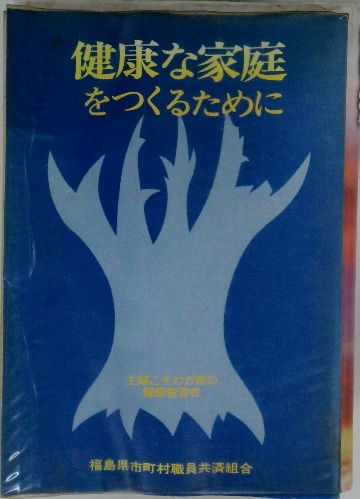 健康な家庭
をつくるために
主婦こそわが家の
健康管理者
福島県市町村職員共済組合